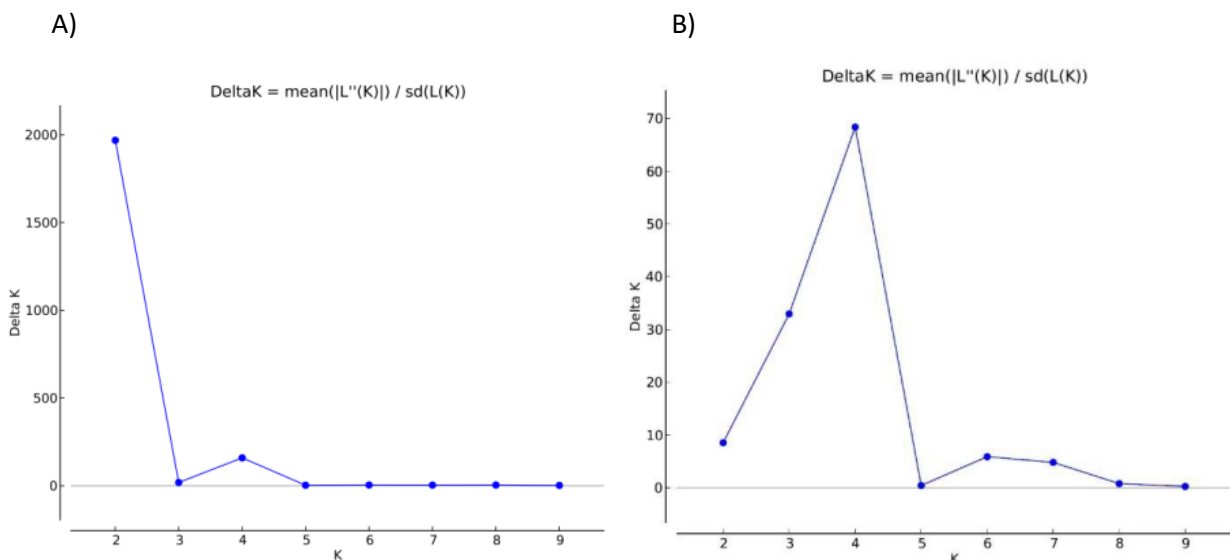 A)
DeltaK = mean(|L''(K)|) / sd(L(K))
2000
1500
1000
500
0
Delta K
2 3 4 5 6 7 8 9
K
B)
DeltaK = mean(|L''(K)|) / sd(L(K))
70
60
50
40
30
20
10
0
Delta K
2 3 4 5 6 7 8 9
K